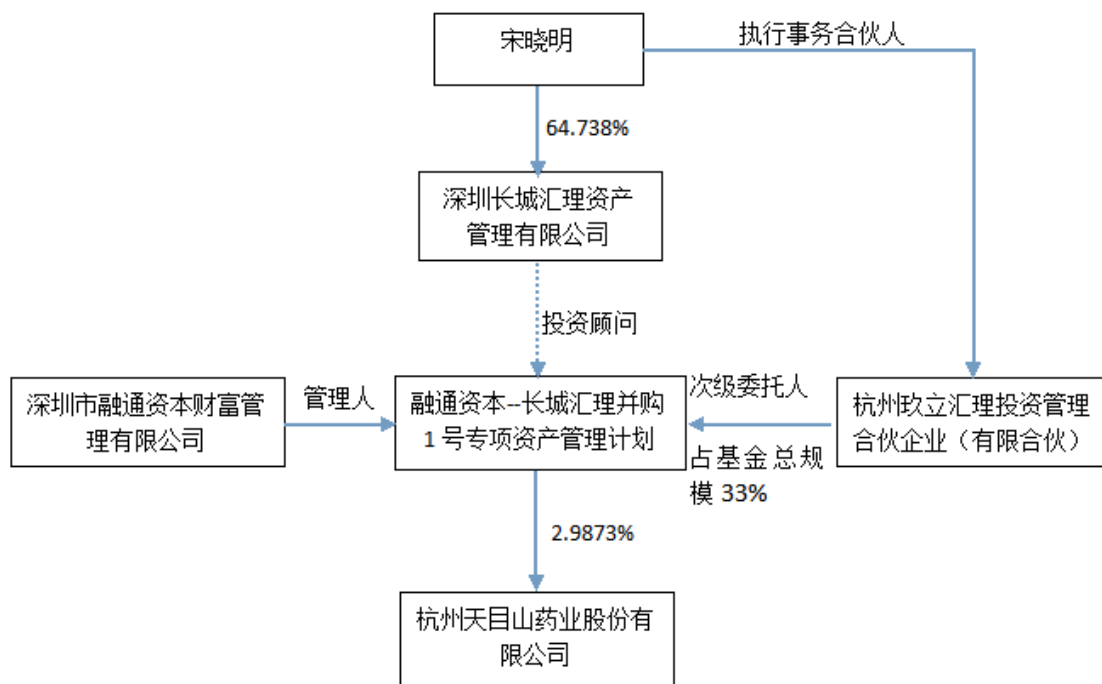 宋晓明
执行事务合伙人
64.738%
深圳长城汇理资产
管理有限公司
投资顾问
深圳市融通资本财富管
理有限公司
管理人
融通资本--长城汇理并购
1号专项资产管理计划
次级委托人
占基金总规
模 33%
杭州玖立汇理投资管理
合伙企业（有限合伙）
2.9873%
杭州天目山药业股份有
限公司